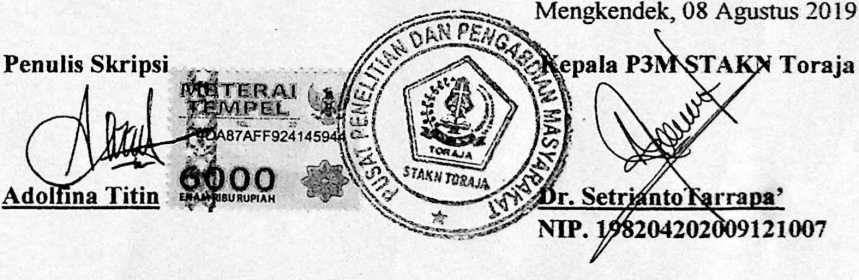 Mengkendek, 08 Agustus 2019
Penulis Skripsi
Kepala P3M STAKN Toraja
METERAI
TEMPEL
DA87AFF924145944
6000
ENAM RIBU RUPIAH
PUSAT PENELITIAN DAN PENGABDIAN MASYARAKAT
TORAJA
STAKN TORAJA
Adolfina Titin
Dr. Setrianto Tarrapa'
NIP. 198204202009121007